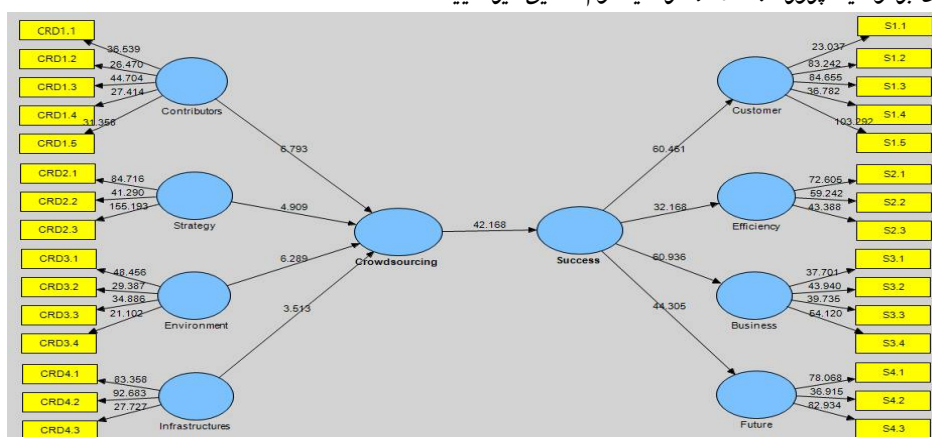 CRD1.1
CRD1.2
CRD1.3
CRD1.4
CRD1.5
36.539
26.470
44.704
27.414
31.356
Contributors
CRD2.1
CRD2.2
CRD2.3
84.716
41.290
155.193
Strategy
CRD3.1
CRD3.2
CRD3.3
CRD3.4
48.456
29.387
34.886
21.102
Environment
CRD4.1
CRD4.2
CRD4.3
83.358
92.683
27.727
Infrastructures
4.909
6.289
3.513
Crowdsourcing
42.168
Success
32.168
60.936
44.305
Customer
23.037
83.242
84.655
36.782
103.292
S1.1
S1.2
S1.3
S1.4
S1.5
Efficiency
72.605
59.242
43.388
S2.1
S2.2
S2.3
Business
37.701
43.940
39.735
S3.1
S3.2
S3.3
S3.4
Future
78.068
36.915
82.934
S4.1
S4.2
S4.3